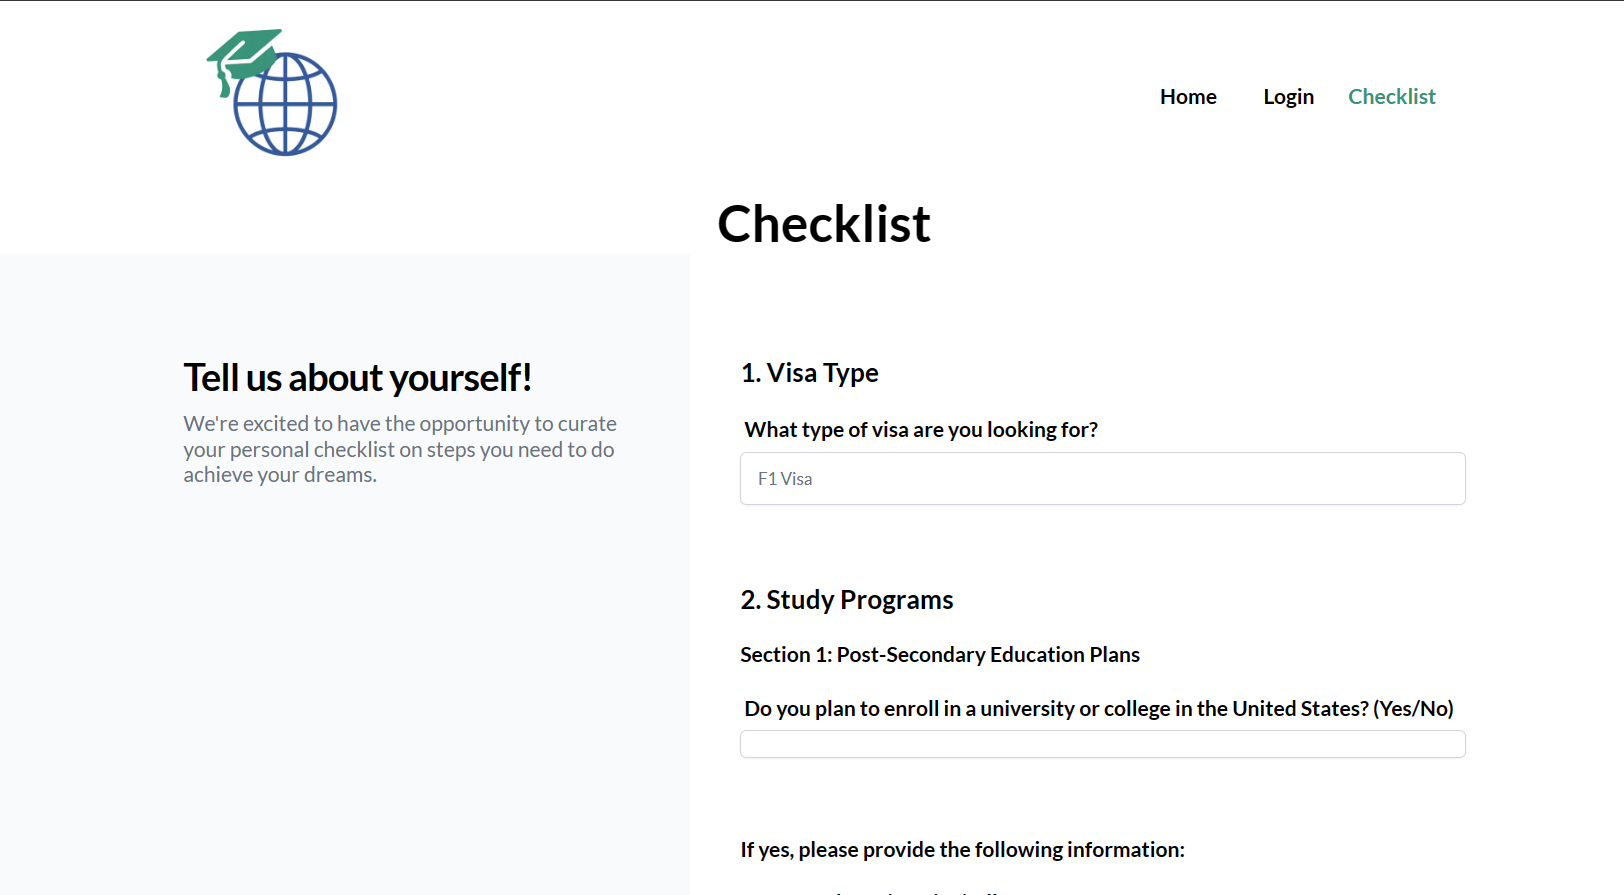 Home Login Checklist
Checklist
Tell us about yourself!
We're excited to have the opportunity to curate
your personal checklist on steps you need to do
achieve your dreams.
1. Visa Type
What type of visa are you looking for?
F1 Visa
2. Study Programs
Section 1: Post-Secondary Education Plans
Do you plan to enroll in a university or college in the United States? (Yes/No)
If yes, please provide the following information: